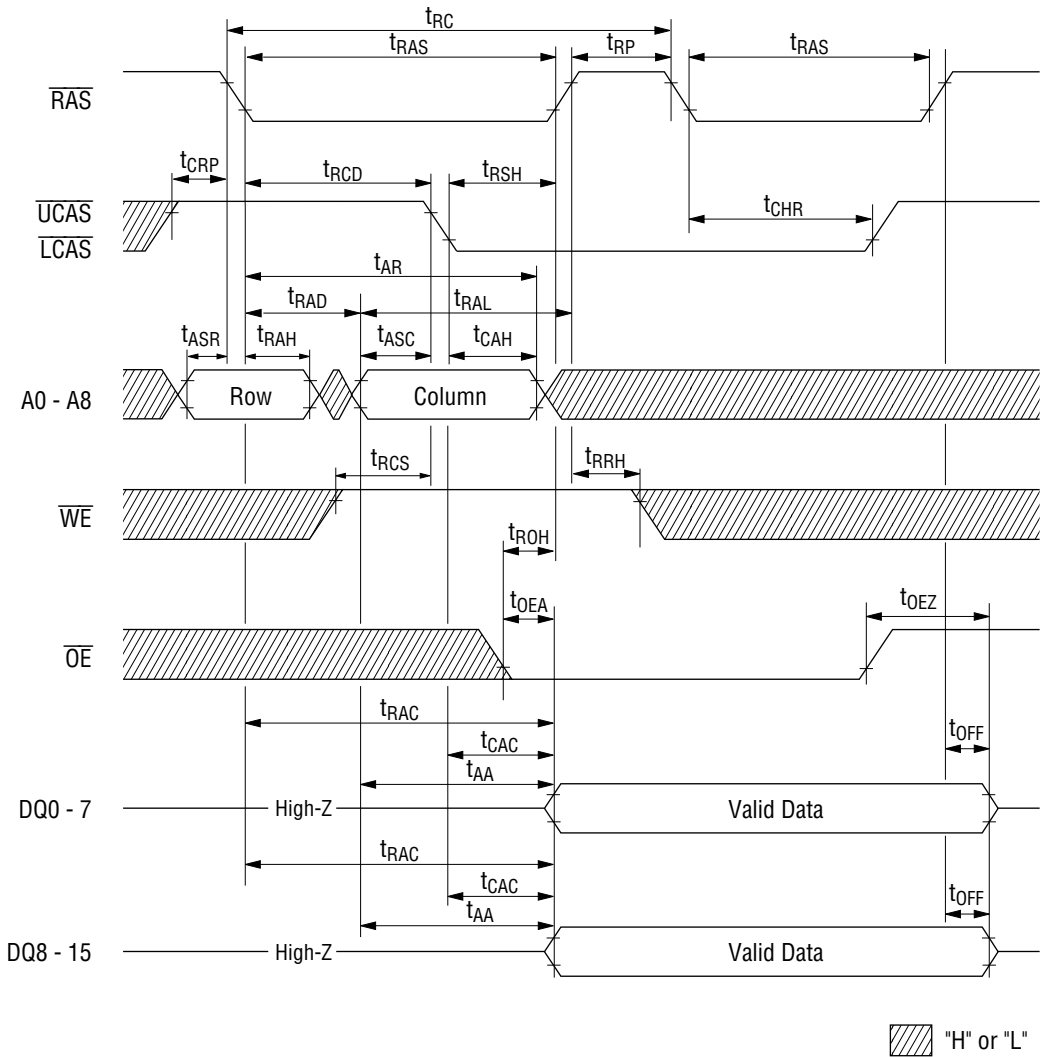 tRC
tRAS tRP tRAS
RAS
tCRP tRCD tRSH
UCAS tCHR
LCAS
tAR
tRAD tRAL
tASR tRAH tASC tCAH
A0 - A8 Row Column
tRCS tRRH
WE
tROH
tOEA tOEZ
OE
tRAC
tCAC tOFF
tAA
DQ0 - 7 High-Z Valid Data
tRAC
tCAC tOFF
tAA
DQ8 - 15 High-Z Valid Data
"H" or "L"